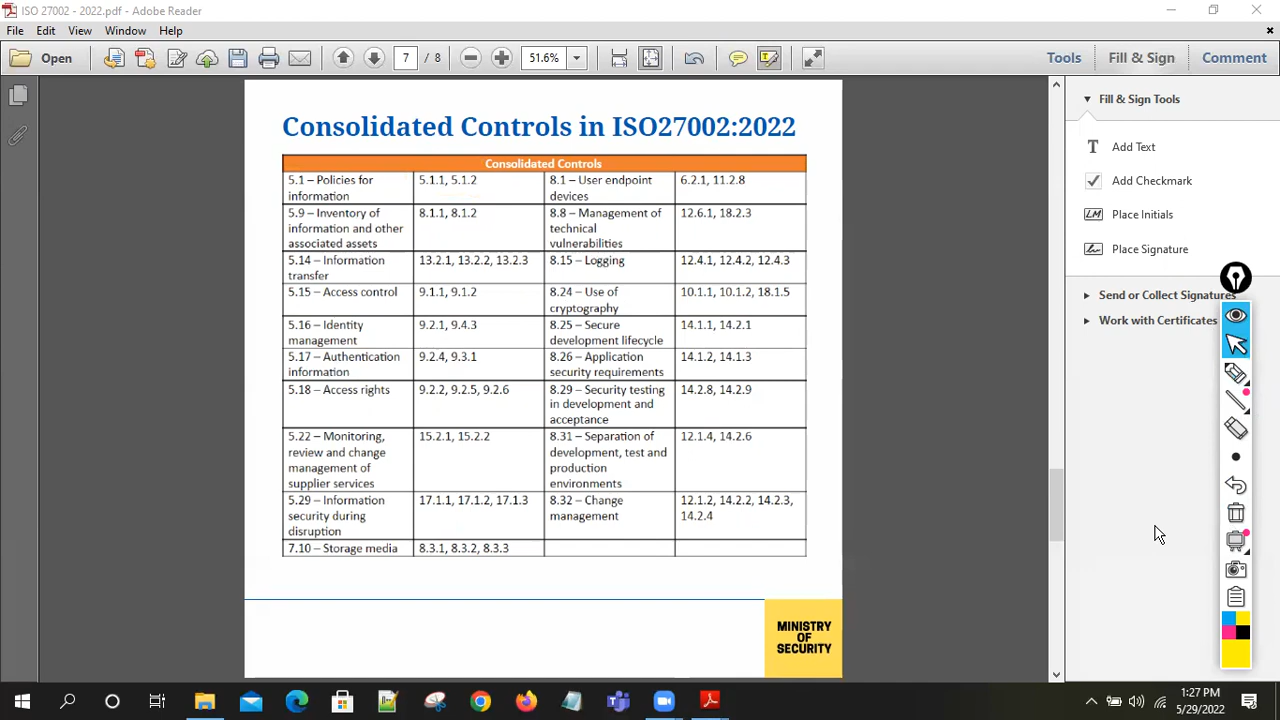 ISO 27002 - 2022.pdf - Adobe Reader
File Edit View Window Help
Open 7 / 8 51.6% Tools Fill & Sign Comment
Consolidated Controls in ISO27002:2022
Consolidated Controls
5.1 – Policies for information 5.1.1, 5.1.2 8.1 – User endpoint devices 6.2.1, 11.2.8
5.9 – Inventory of information and other associated assets 8.1.1, 8.1.2 8.8 – Management of technical vulnerabilities 12.6.1, 18.2.3
5.14 – Information transfer 13.2.1, 13.2.2, 13.2.3 8.15 – Logging 12.4.1, 12.4.2, 12.4.3
5.15 – Access control 9.1.1, 9.1.2 8.24 – Use of cryptography 10.1.1, 10.1.2, 18.1.5
5.16 – Identity management 9.2.1, 9.4.3 8.25 – Secure development lifecycle 14.1.1, 14.2.1
5.17 – Authentication information 9.2.4, 9.3.1 8.26 – Application security requirements 14.1.2, 14.1.3
5.18 – Access rights 9.2.2, 9.2.5, 9.2.6 8.29 – Security testing in development and acceptance 14.2.8, 14.2.9
5.22 – Monitoring, review and change management of supplier services 15.2.1, 15.2.2 8.31 – Separation of development, test and production environments 12.1.4, 14.2.6
5.29 – Information security during disruption 17.1.1, 17.1.2, 17.1.3 8.32 – Change management 12.1.2, 14.2.2, 14.2.3, 14.2.4
7.10 – Storage media 8.3.1, 8.3.2, 8.3.3
MINISTRY
OF
SECURITY
Fill & Sign Tools
T Add Text
Add Checkmark
LM Place Initials
Place Signature
Send or Collect Signatures
Work with Certificates
1:27 PM
5/29/2022